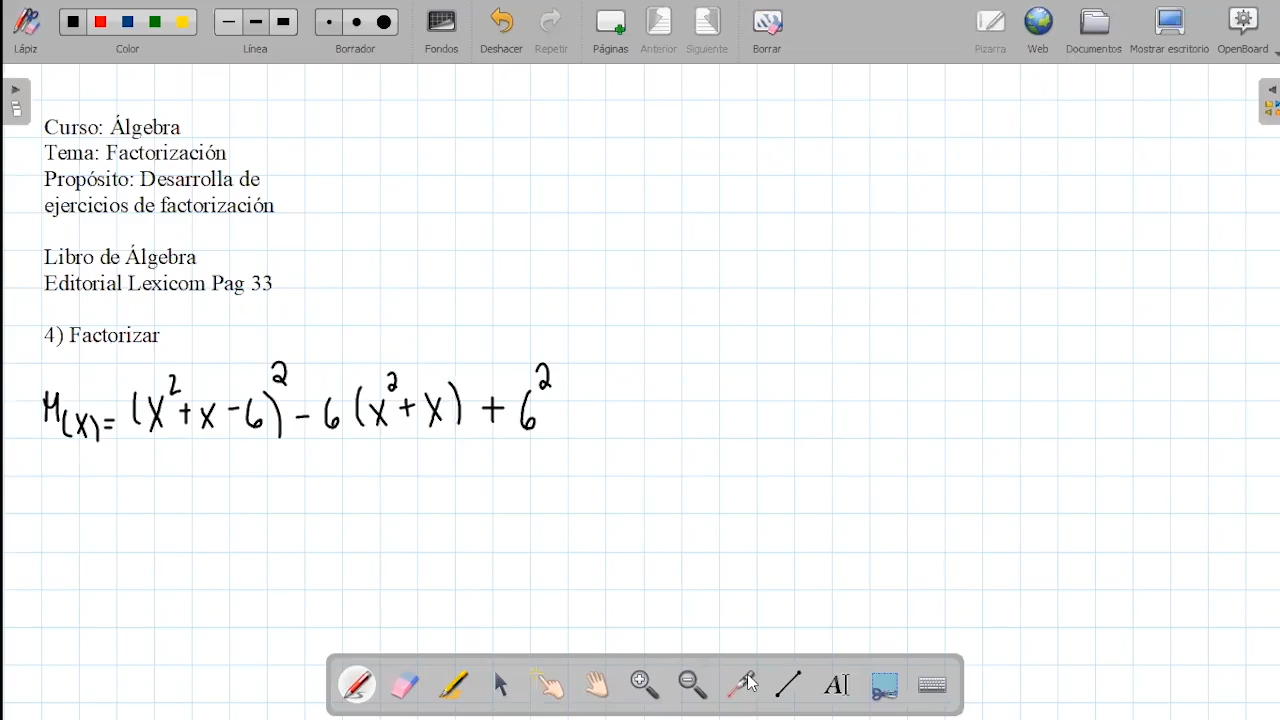 Lápiz
Color
Línea
Borrador
Fondos
Deshacer
Repetir
Páginas
Anterior
Siguiente
Borrar
Pizarra
Web
Documentos
Mostrar escritorio
OpenBoard
Curso: Álgebra
Tema: Factorización
Propósito: Desarrolla de
ejercicios de factorización
Libro de Álgebra
Editorial Lexicom Pag 33
4) Factorizar
M(x)= (x²+x-6)²-6(x²+x)+6²
AI